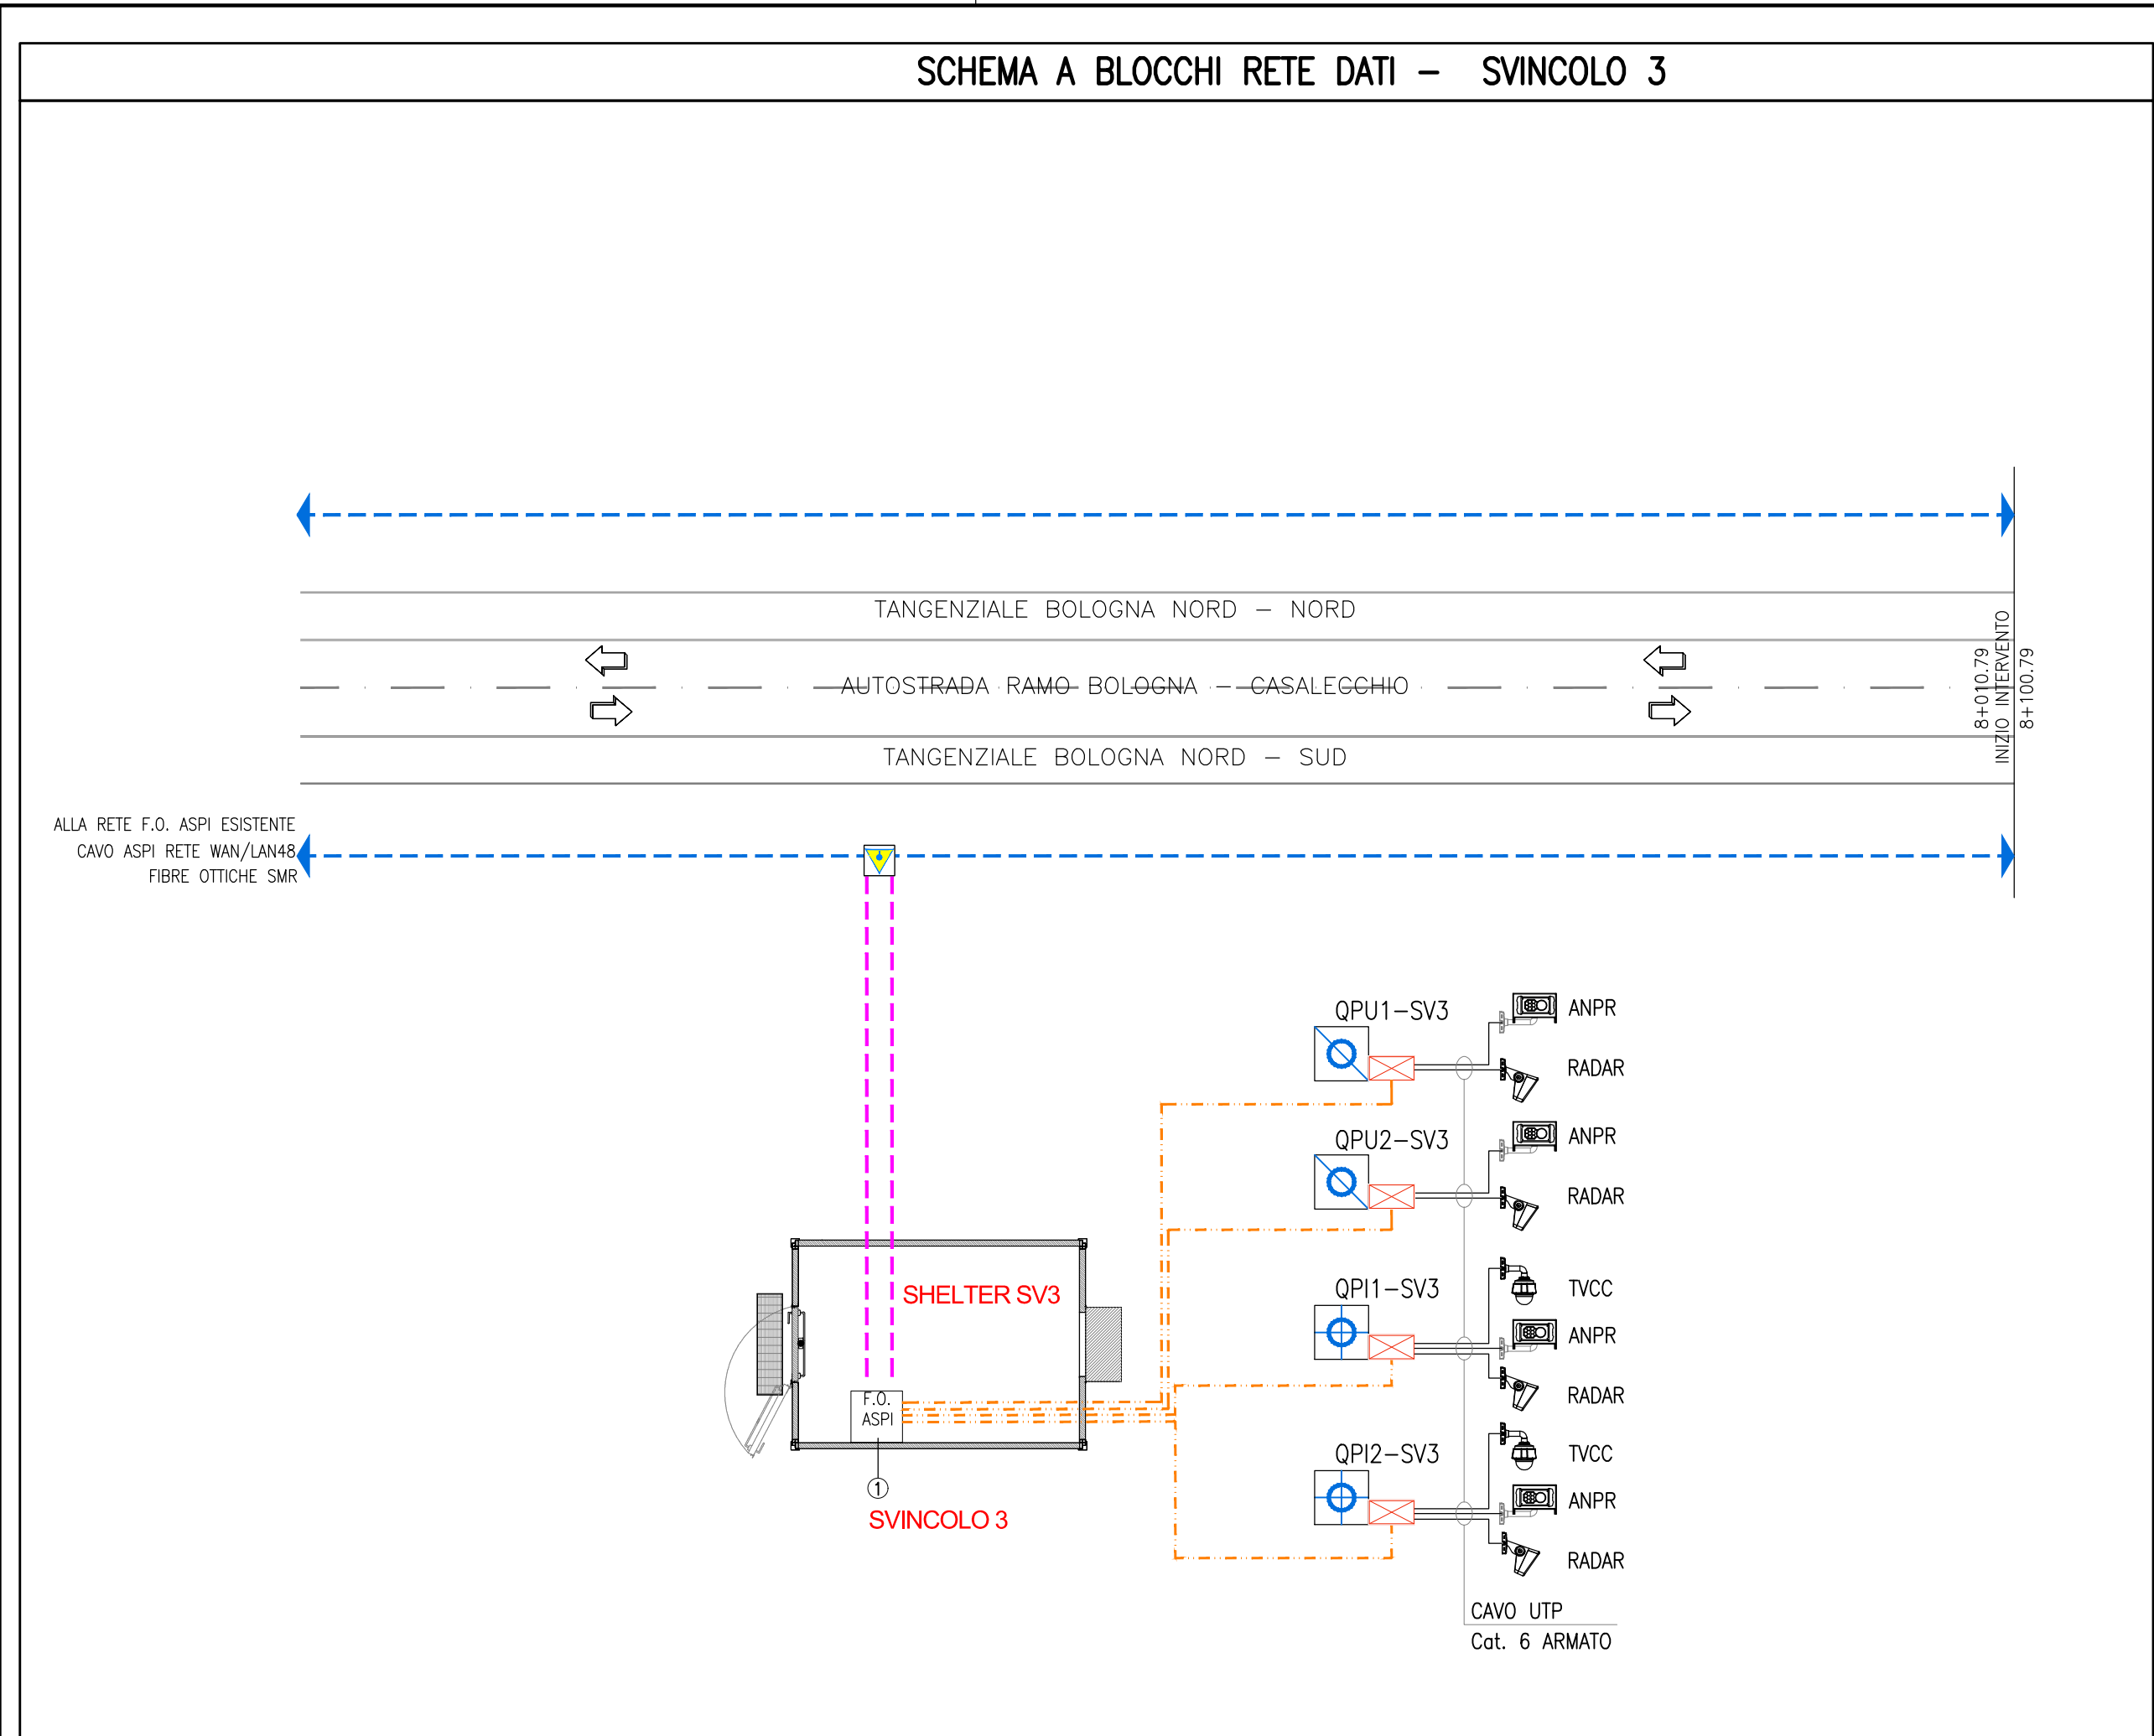 SCHEMA A BLOCCHI RETE DATI - SVINCOLO 3
TANGENZIALE BOLOGNA NORD - NORD
AUTOSTRADA RAMO BOLOGNA - CASALECCHIO
TANGENZIALE BOLOGNA NORD - SUD
8+010.79
INIZIO INTERVENTO
8+100.79
ALLA RETE F.O. ASPI ESISTENTE
CAVO ASPI RETE WAN/LAN48
FIBRE OTTICHE SMR
QPU1-SV3
ANPR
RADAR
QPU2-SV3
ANPR
RADAR
SHELTER SV3
QPI1-SV3
TVCC
ANPR
RADAR
F.O.
ASPI
QPI2-SV3
TVCC
ANPR
RADAR
1
SVINCOLO 3
CAVO UTP
Cat. 6 ARMATO